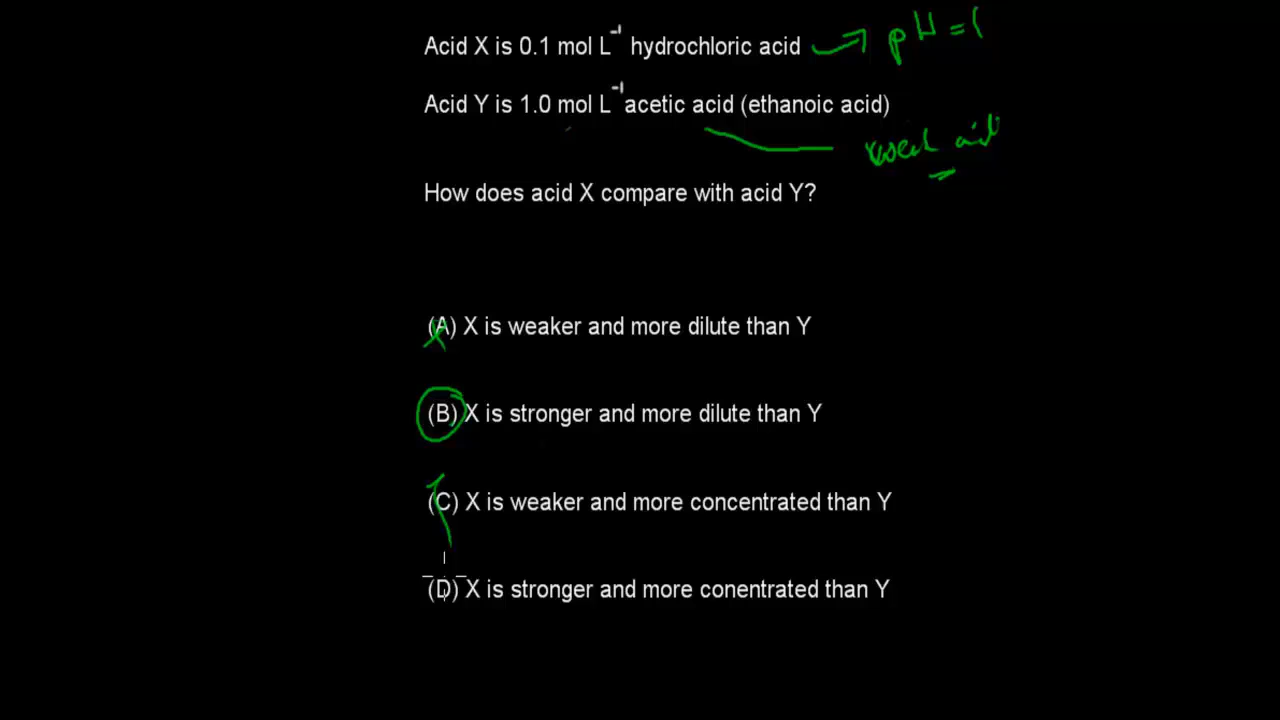 Acid X is 0.1 mol L⁻¹ hydrochloric acid → pH = 1
Acid Y is 1.0 mol L⁻¹ acetic acid (ethanoic acid)
weak acid
How does acid X compare with acid Y?
(A) X is weaker and more dilute than Y
(B) X is stronger and more dilute than Y
(C) X is weaker and more concentrated than Y
(D) X is stronger and more conentrated than Y